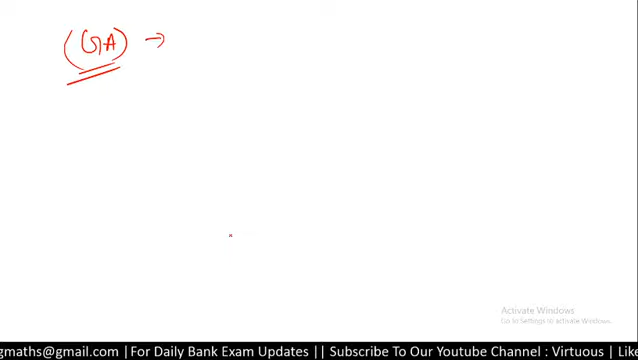 (GA) →
Activate Windows
Go to Settings to activate Windows.
gmaths@gmail.com | For Daily Bank Exam Updates || Subscribe To Our Youtube Channel : Virtuous | Like